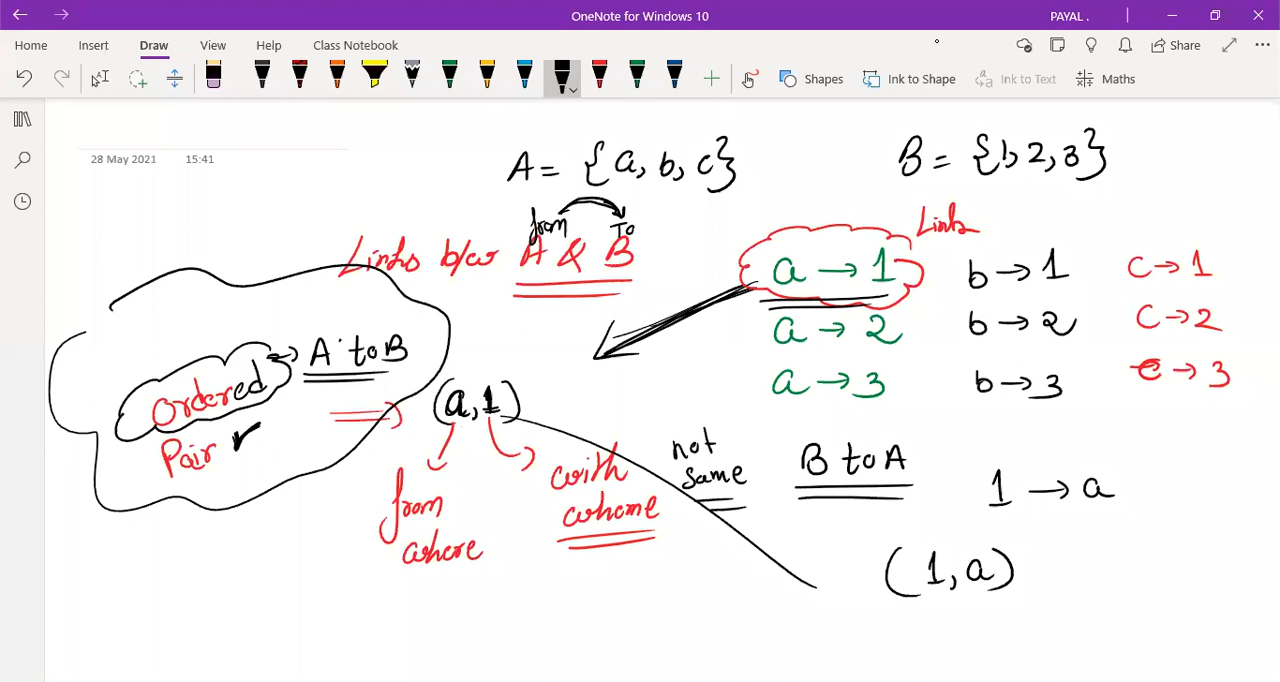 OneNote for Windows 10
PAYAL .
Home Insert Draw View Help Class Notebook
Share
Shapes
Ink to Shape
Ink to Text
Maths
28 May 2021 15:41
A = {a, b, c}
B = {1, 2, 3}
from To
Links b/w A & B
Link
a → 1 b → 1 c → 1
a → 2 b → 2 c → 2
a → 3 b → 3 c → 3
Ordered → A to B
Pair
⇒ (a, 1)
from
where
with
whome
not
same
B to A
1 → a
(1, a)